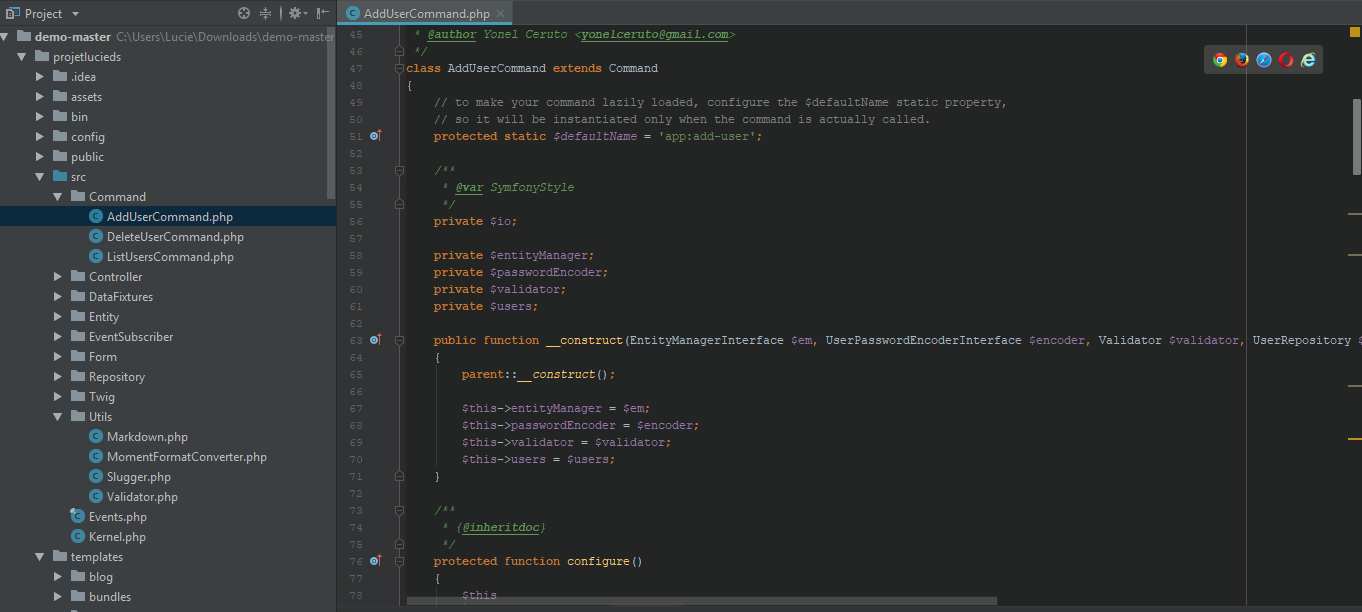 Project
AddUserCommand.php
demo-master C:\Users\Lucie\Downloads\demo-master
projetlucieds
.idea
assets
bin
config
public
src
Command
AddUserCommand.php
DeleteUserCommand.php
ListUsersCommand.php
Controller
DataFixtures
Entity
EventSubscriber
Form
Repository
Twig
Utils
Markdown.php
MomentFormatConverter.php
Slugger.php
Validator.php
Events.php
Kernel.php
templates
blog
bundles
45 * @author Yonel Ceruto <yonelceruto@gmail.com>
46 */
47 class AddUserCommand extends Command
48 {
49 // to make your command lazily loaded, configure the $defaultName static property,
50 // so it will be instantiated only when the command is actually called.
51 protected static $defaultName = 'app:add-user';
52
53 /**
54 * @var SymfonyStyle
55 */
56 private $io;
57
58 private $entityManager;
59 private $passwordEncoder;
60 private $validator;
61 private $users;
62
63 public function __construct(EntityManagerInterface $em, UserPasswordEncoderInterface $encoder, Validator $validator, UserRepository $
64 {
65 parent::__construct();
66
67 $this->entityManager = $em;
68 $this->passwordEncoder = $encoder;
69 $this->validator = $validator;
70 $this->users = $users;
71 }
72
73 /**
74 * {@inheritdoc}
75 */
76 protected function configure()
77 {
78 $this